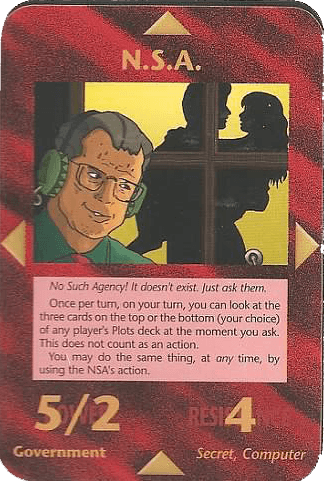 N.S.A.
No Such Agency! It doesn't exist. Just ask them.
Once per turn, on your turn, you can look at the
three cards on the top or the bottom (your choice)
of any player's Plots deck at the moment you ask.
This does not count as an action.
You may do the same thing, at any time, by
using the NSA's action.
5/2
4
Government
Secret, Computer